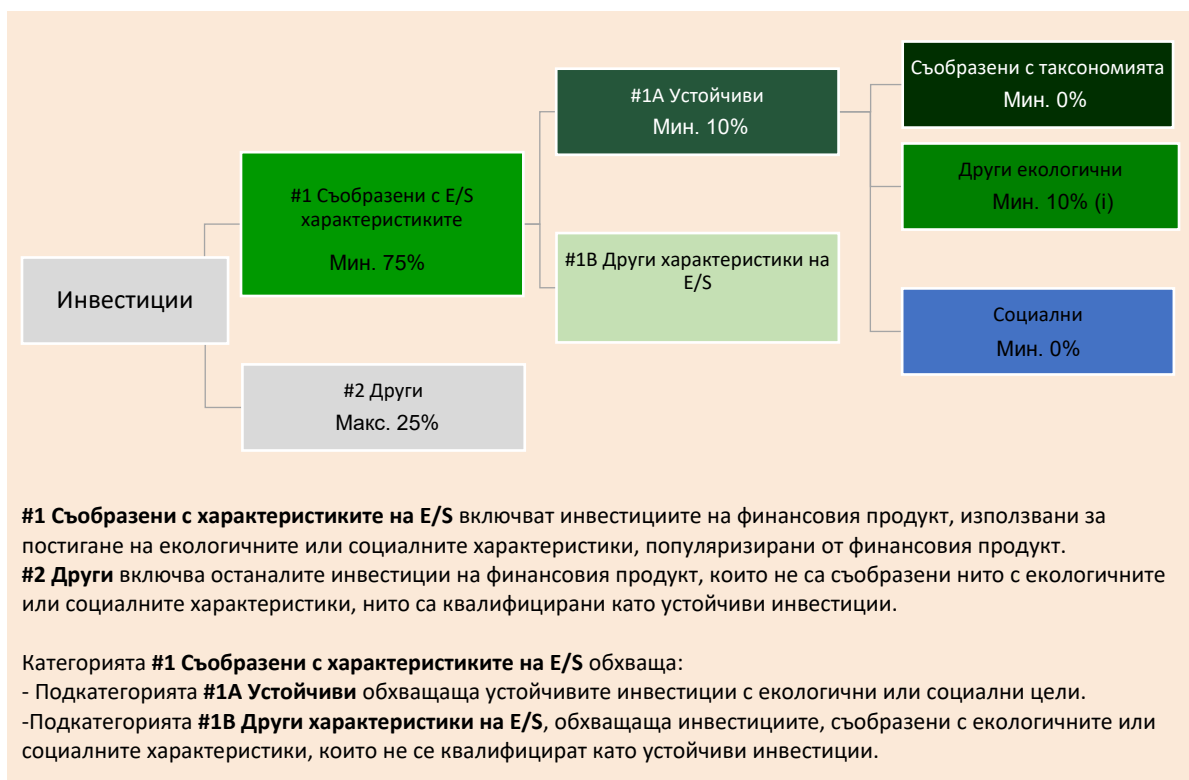 Съобразени с таксономията
Мин. 0%
#1A Устойчиви
Мин. 10%
Други екологични
Мин. 10% (i)
#1 Съобразени с E/S
характеристиките
Мин. 75%
#1B Други характеристики на
E/S
Инвестиции
Социални
Мин. 0%
#2 Други
Макс. 25%
#1 Съобразени с характеристиките на E/S включват инвестициите на финансовия продукт, използвани за
постигане на екологичните или социалните характеристики, популяризирани от финансовия продукт.
#2 Други включва останалите инвестиции на финансовия продукт, които не са съобразени нито с екологичните
или социалните характеристики, нито са квалифицирани като устойчиви инвестиции.
Категорията #1 Съобразени с характеристиките на E/S обхваща:
- Подкатегорията #1A Устойчиви обхващаща устойчивите инвестиции с екологични или социални цели.
-Подкатегорията #1B Други характеристики на E/S, обхващаща инвестициите, съобразени с екологичните или
социалните характеристики, които не се квалифицират като устойчиви инвестиции.